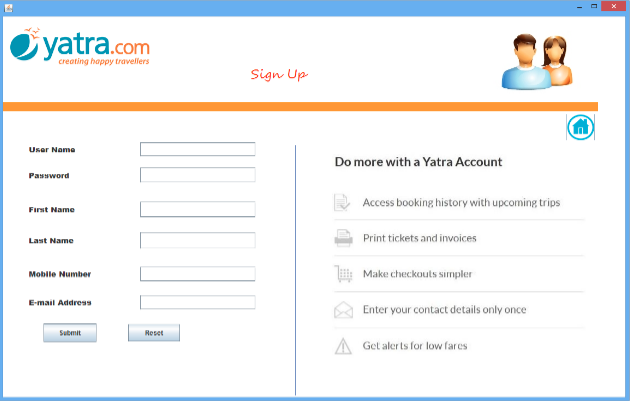 yatra.com
creating happy travellers
Sign Up
User Name
Password
First Name
Last Name
Mobile Number
E-mail Address
Submit
Reset
Do more with a Yatra Account
Access booking history with upcoming trips
Print tickets and invoices
Make checkouts simpler
Enter your contact details only once
Get alerts for low fares